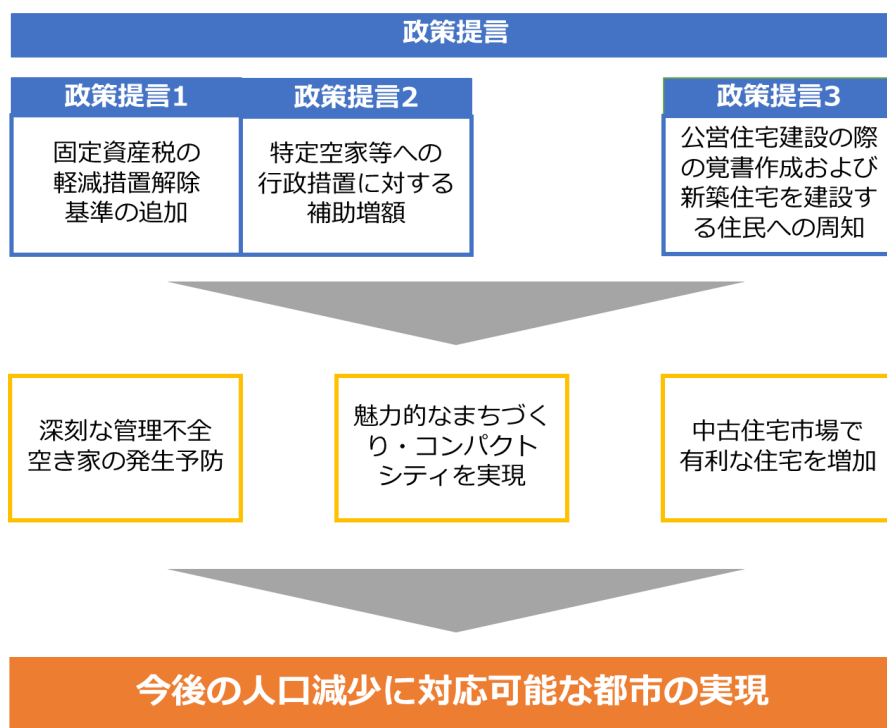 政策提言
政策提言1
固定資産税の
軽減措置解除
基準の追加
政策提言2
特定空家等への
行政措置に対する
補助増額
政策提言3
公営住宅建設の際
の覚書作成および
新築住宅を建設す
る住民への周知
深刻な管理不全
空き家の発生予防
魅力的なまちづく
り・コンパクト
シティを実現
中古住宅市場で
有利な住宅を増加
今後の人口減少に対応可能な都市の実現